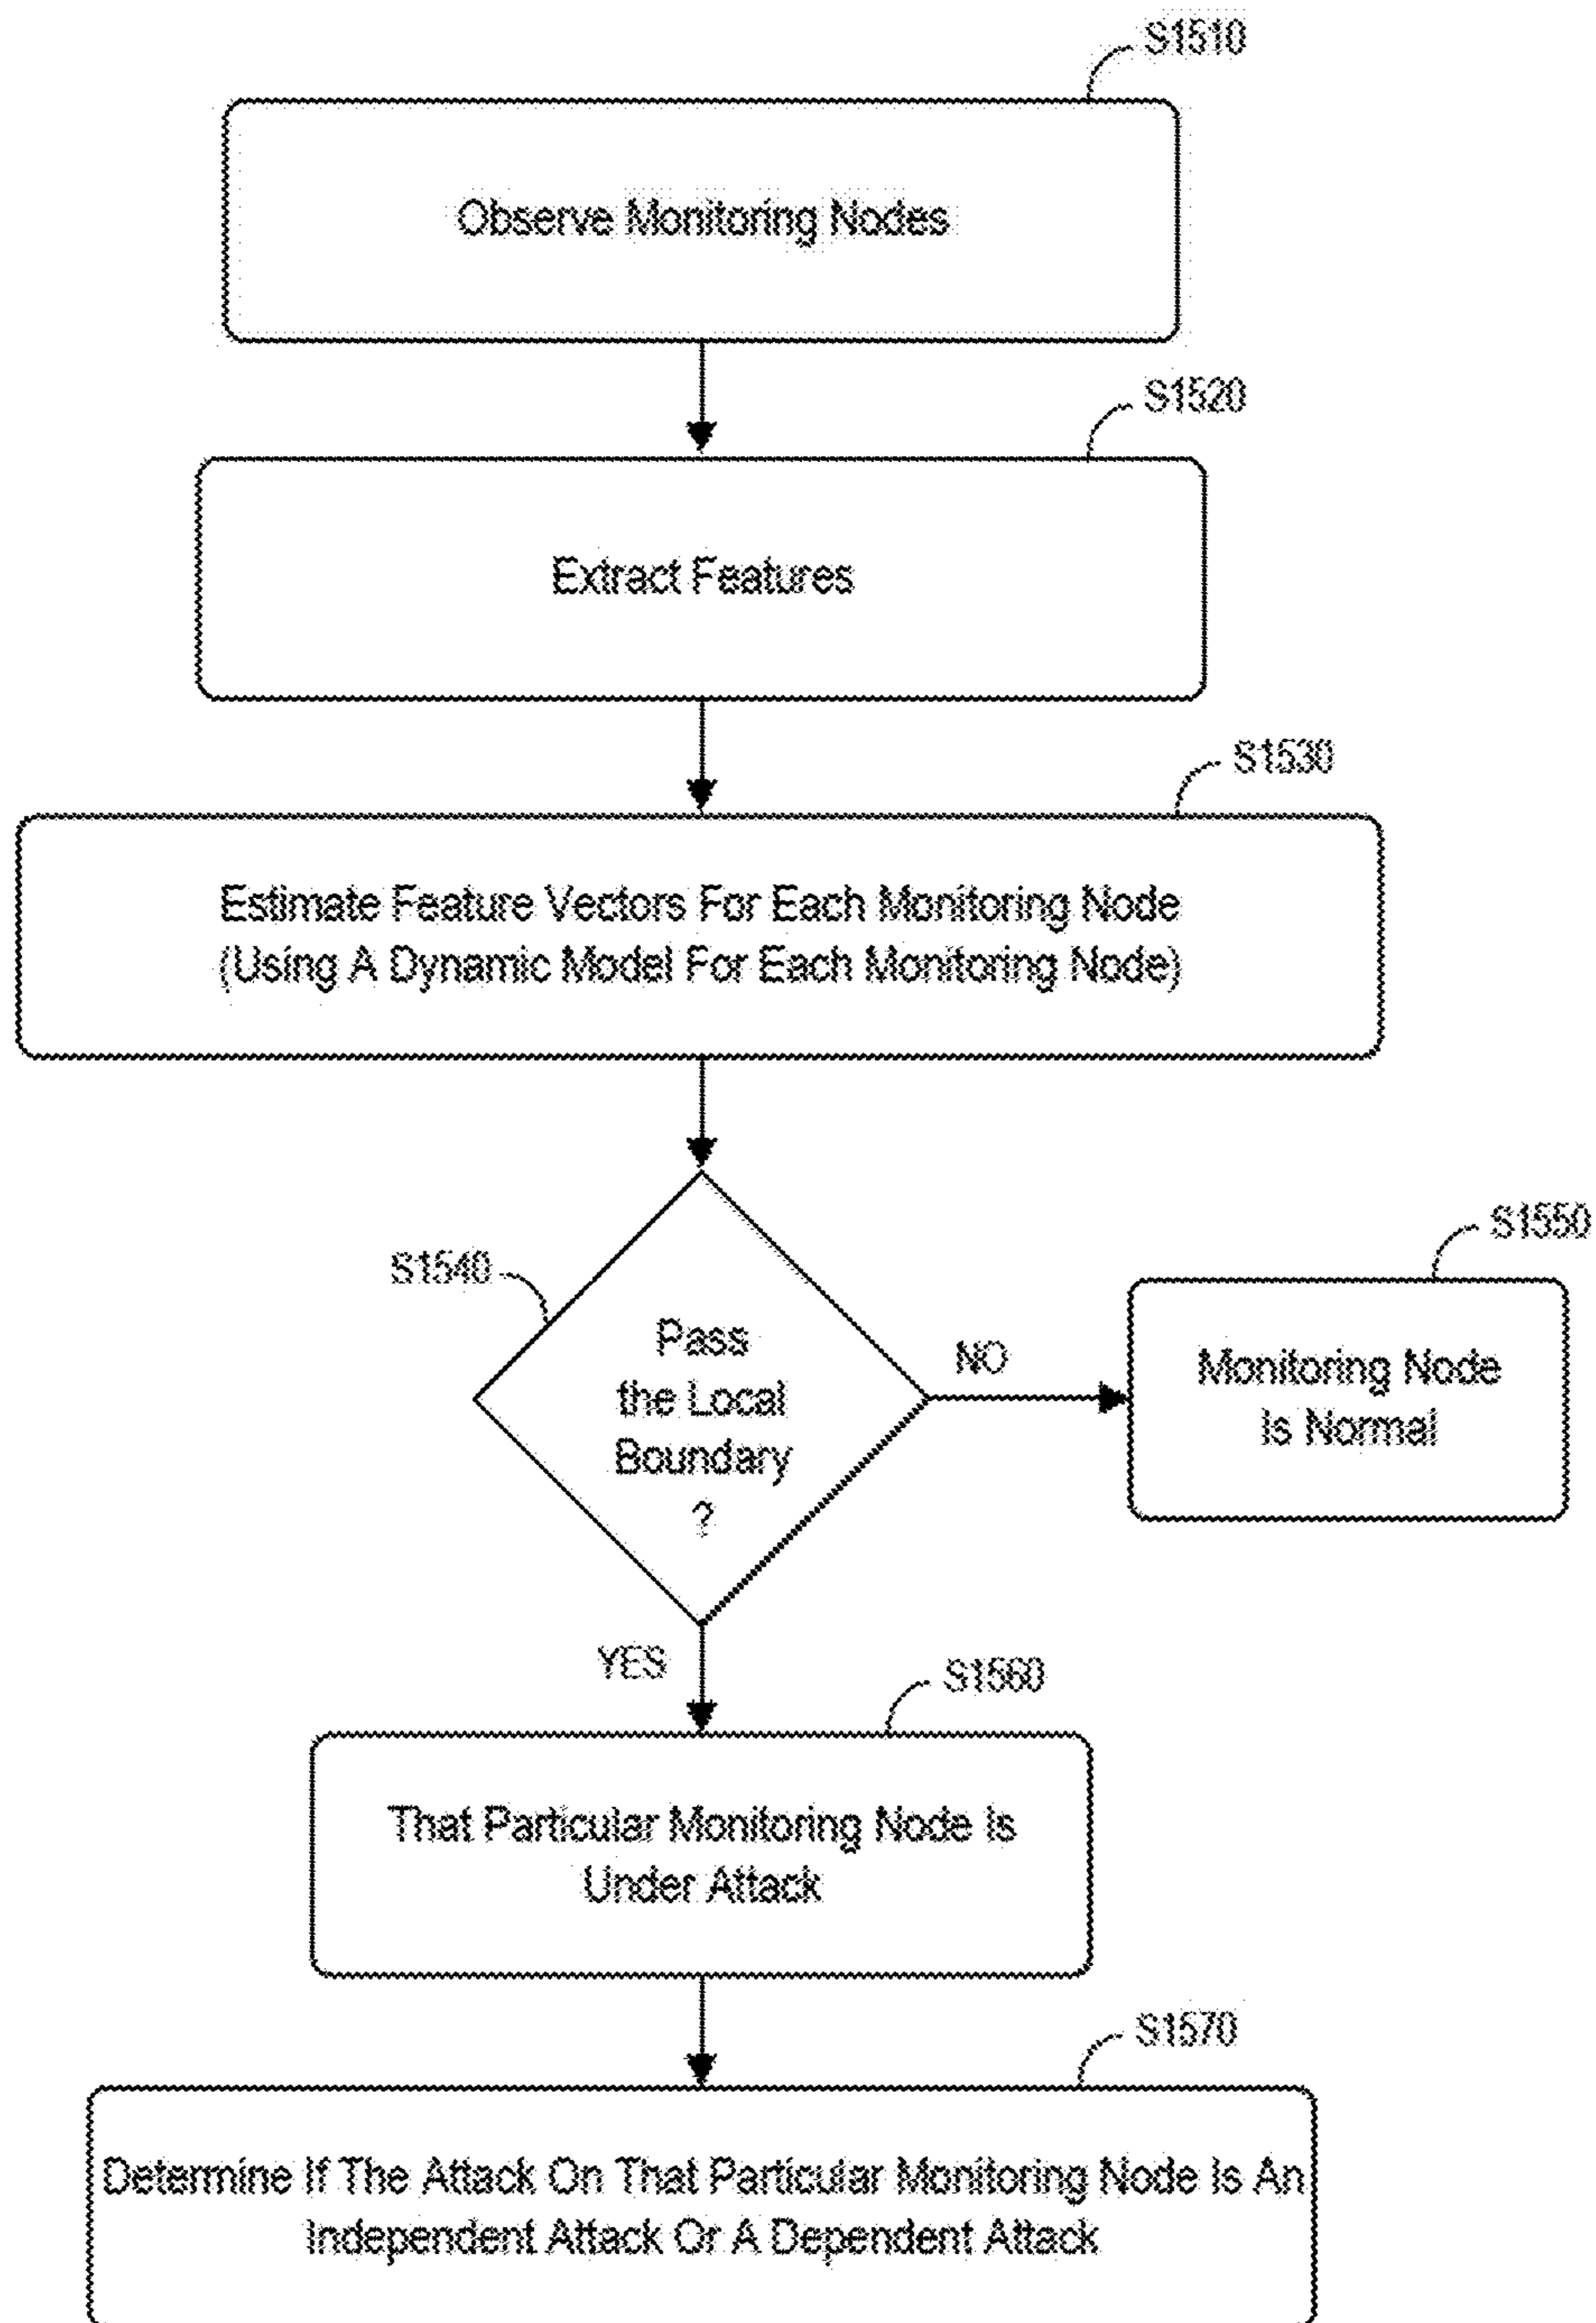 S1510
Observe Monitoring Nodes
S1520
Extract Features
S1530
Estimate Feature Vectors For Each Monitoring Node
(Using A Dynamic Model For Each Monitoring Node)
S1540
Pass
the Local
Boundary
?
NO
S1550
Monitoring Node
Is Normal
YES
S1560
That Particular Monitoring Node Is
Under Attack
S1570
Determine If The Attack On That Particular Monitoring Node Is An
Independent Attack Or A Dependent Attack